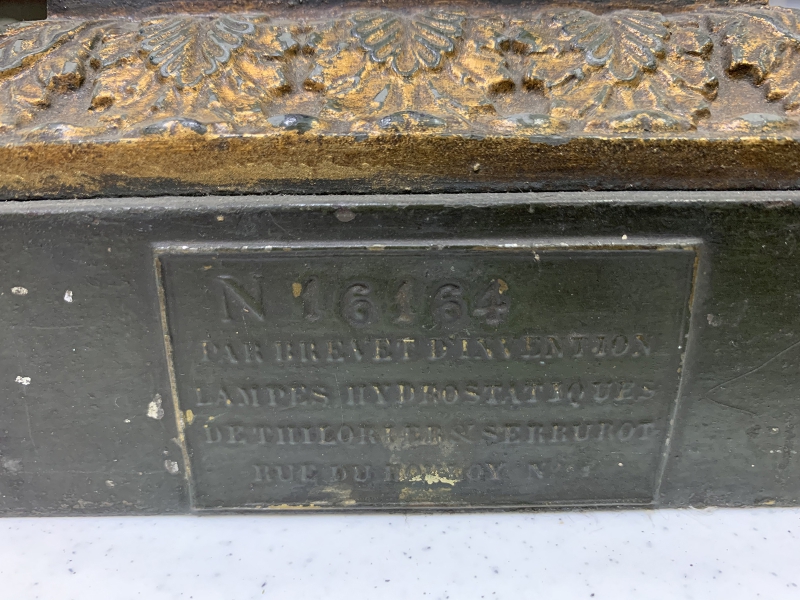 N 16164
PAR BREVET D'INVENTION
LAMPES HYDROSTATIQUES
DE THILORIER & SERRUROT
RUE DU N°